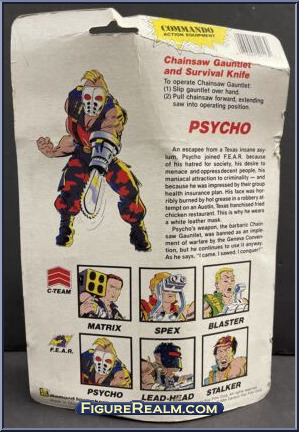 COMMANDO
ACTION EQUIPMENT
Chainsaw Gauntlet
and Survival Knife
To operate Chainsaw Gauntlet:
(1) Slip gauntlet over hand.
(2) Pull chainsaw forward, extending
saw into operating position.
PSYCHO
An escapee from a Texas insane asy-
lum, Psycho joined F.E.A.R. because
of his hatred for society, his desire to
menace and oppress decent people, his
maniacal attraction to criminality — and
because he was impressed by their group
health insurance plan. His face was hor-
ribly burned by hot grease in a robbery at-
tempt on an Austin, Texas franchised fried
chicken restaurant. This is why he wears
a white leather mask.
Psycho's weapon, the barbaric Chain-
saw Gauntlet, was banned as an imple-
ment of warfare by the Geneva Conven-
tion, but he continues to use it anyway.
As he says, "I came, I sawed, I conquer
C-TEAM
MATRIX
SPEX
BLASTER
F.E.A.R.
PSYCHO
LEAD-HEAD
STALKER
FIGUREREALM.COM